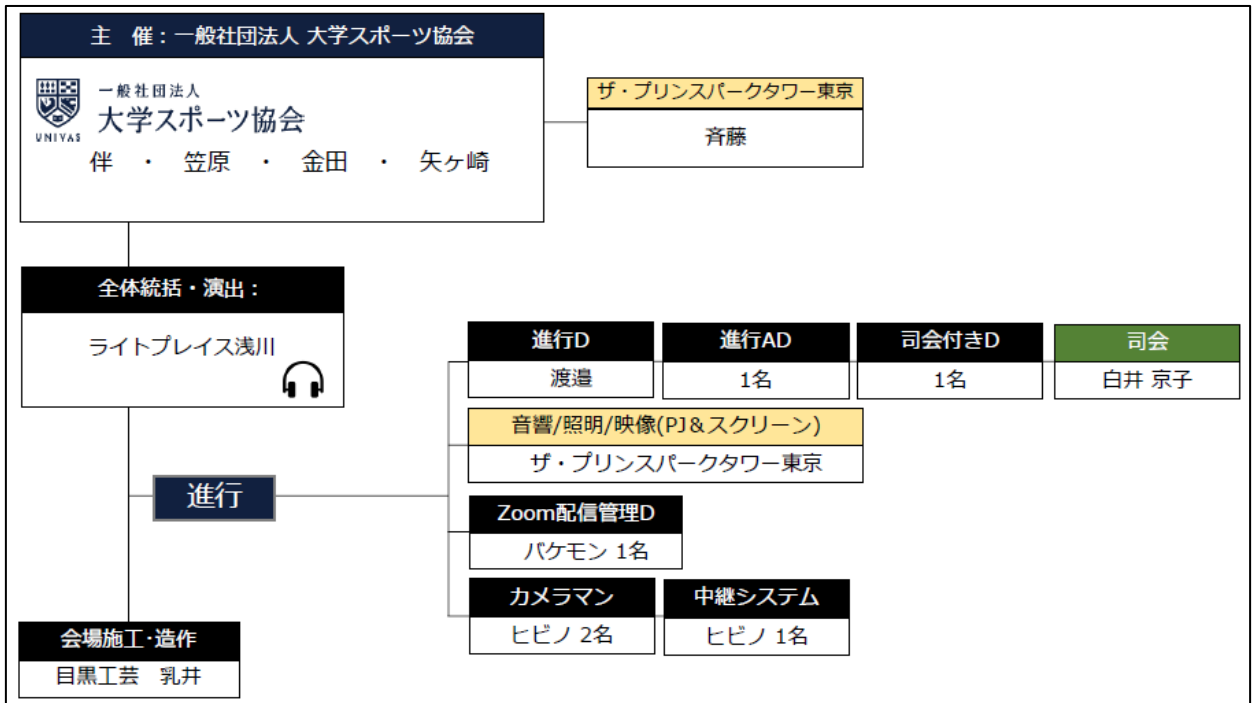 主　催：一般社団法人 大学スポーツ協会
一般社団法人
大学スポーツ協会
UNIVAS
伴　・　笠原　・　金田　・　矢ヶ崎
ザ・プリンスパークタワー東京
斉藤
全体統括・演出：
ライトプレイス浅川
進行D
渡邉
進行AD
1名
司会付きD
1名
司会
白井 京子
音響/照明/映像(PJ&スクリーン)
ザ・プリンスパークタワー東京
進行
Zoom配信管理D
バケモン 1名
カメラマン
ヒビノ 2名
中継システム
ヒビノ 1名
会場施工･造作
目黒工芸　乳井